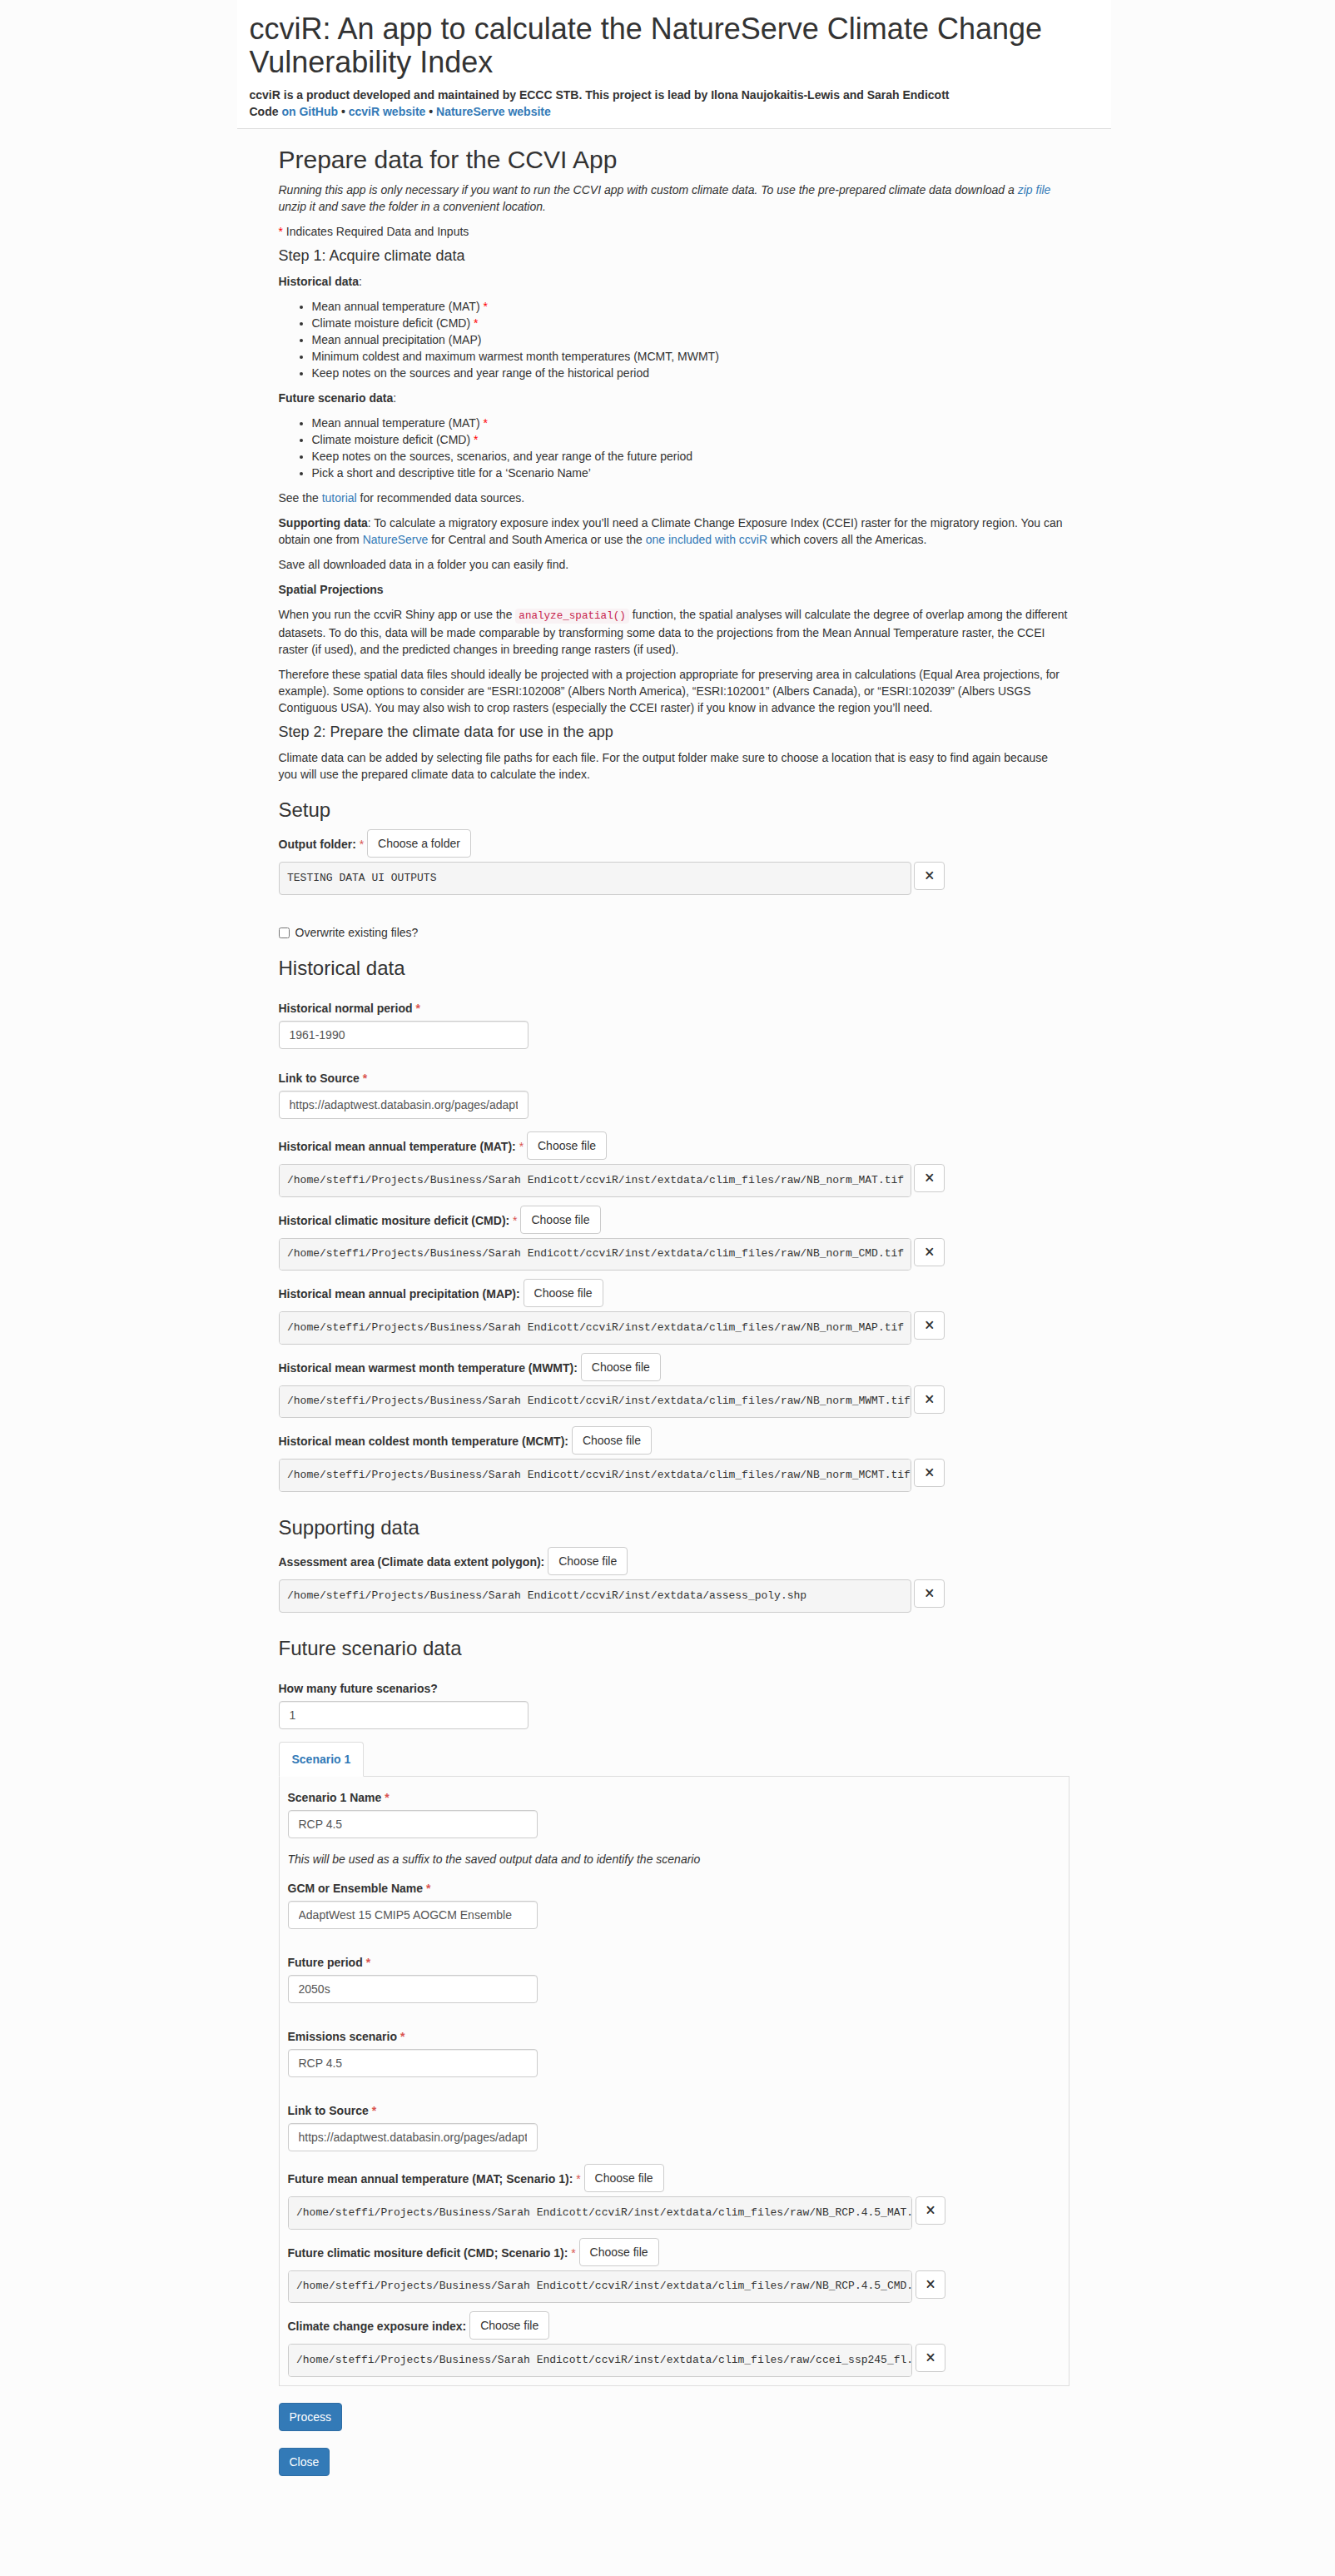 ccviR: An app to calculate the NatureServe Climate Change
Vulnerability Index
ccviR is a product developed and maintained by ECCC STB. This project is lead by Ilona Naujokaitis-Lewis and Sarah Endicott
Code on GitHub • ccviR website • NatureServe website
Prepare data for the CCVI App
Running this app is only necessary if you want to run the CCVI app with custom climate data. To use the pre-prepared climate data download a zip file
unzip it and save the folder in a convenient location.
* Indicates Required Data and Inputs
Step 1: Acquire climate data
Historical data:
• Mean annual temperature (MAT) *
• Climate moisture deficit (CMD) *
• Mean annual precipitation (MAP)
• Minimum coldest and maximum warmest month temperatures (MCMT, MWMT)
• Keep notes on the sources and year range of the historical period
Future scenario data:
• Mean annual temperature (MAT) *
• Climate moisture deficit (CMD) *
• Keep notes on the sources, scenarios, and year range of the future period
• Pick a short and descriptive title for a ‘Scenario Name’
See the tutorial for recommended data sources.
Supporting data: To calculate a migratory exposure index you’ll need a Climate Change Exposure Index (CCEI) raster for the migratory region. You can
obtain one from NatureServe for Central and South America or use the one included with ccviR which covers all the Americas.
Save all downloaded data in a folder you can easily find.
Spatial Projections
When you run the ccviR Shiny app or use the analyze_spatial() function, the spatial analyses will calculate the degree of overlap among the different
datasets. To do this, data will be made comparable by transforming some data to the projections from the Mean Annual Temperature raster, the CCEI
raster (if used), and the predicted changes in breeding range rasters (if used).
Therefore these spatial data files should ideally be projected with a projection appropriate for preserving area in calculations (Equal Area projections, for
example). Some options to consider are “ESRI:102008” (Albers North America), “ESRI:102001” (Albers Canada), or “ESRI:102039” (Albers USGS
Contiguous USA). You may also wish to crop rasters (especially the CCEI raster) if you know in advance the region you’ll need.
Step 2: Prepare the climate data for use in the app
Climate data can be added by selecting file paths for each file. For the output folder make sure to choose a location that is easy to find again because
you will use the prepared climate data to calculate the index.
Setup
Output folder: * Choose a folder
TESTING DATA UI OUTPUTS ×
Overwrite existing files?
Historical data
Historical normal period *
1961-1990
Link to Source *
https://adaptwest.databasin.org/pages/adapt
Historical mean annual temperature (MAT): * Choose file
/home/steffi/Projects/Business/Sarah Endicott/ccviR/inst/extdata/clim_files/raw/NB_norm_MAT.tif ×
Historical climatic mositure deficit (CMD): * Choose file
/home/steffi/Projects/Business/Sarah Endicott/ccviR/inst/extdata/clim_files/raw/NB_norm_CMD.tif ×
Historical mean annual precipitation (MAP): Choose file
/home/steffi/Projects/Business/Sarah Endicott/ccviR/inst/extdata/clim_files/raw/NB_norm_MAP.tif ×
Historical mean warmest month temperature (MWMT): Choose file
/home/steffi/Projects/Business/Sarah Endicott/ccviR/inst/extdata/clim_files/raw/NB_norm_MWMT.tif ×
Historical mean coldest month temperature (MCMT): Choose file
/home/steffi/Projects/Business/Sarah Endicott/ccviR/inst/extdata/clim_files/raw/NB_norm_MCMT.tif ×
Supporting data
Assessment area (Climate data extent polygon): Choose file
/home/steffi/Projects/Business/Sarah Endicott/ccviR/inst/extdata/assess_poly.shp ×
Future scenario data
How many future scenarios?
1
Scenario 1
Scenario 1 Name *
RCP 4.5
This will be used as a suffix to the saved output data and to identify the scenario
GCM or Ensemble Name *
AdaptWest 15 CMIP5 AOGCM Ensemble
Future period *
2050s
Emissions scenario *
RCP 4.5
Link to Source *
https://adaptwest.databasin.org/pages/adapt
Future mean annual temperature (MAT; Scenario 1): * Choose file
/home/steffi/Projects/Business/Sarah Endicott/ccviR/inst/extdata/clim_files/raw/NB_RCP.4.5_MAT. ×
Future climatic mositure deficit (CMD; Scenario 1): * Choose file
/home/steffi/Projects/Business/Sarah Endicott/ccviR/inst/extdata/clim_files/raw/NB_RCP.4.5_CMD. ×
Climate change exposure index: Choose file
/home/steffi/Projects/Business/Sarah Endicott/ccviR/inst/extdata/clim_files/raw/ccei_ssp245_fl. ×
Process
Close